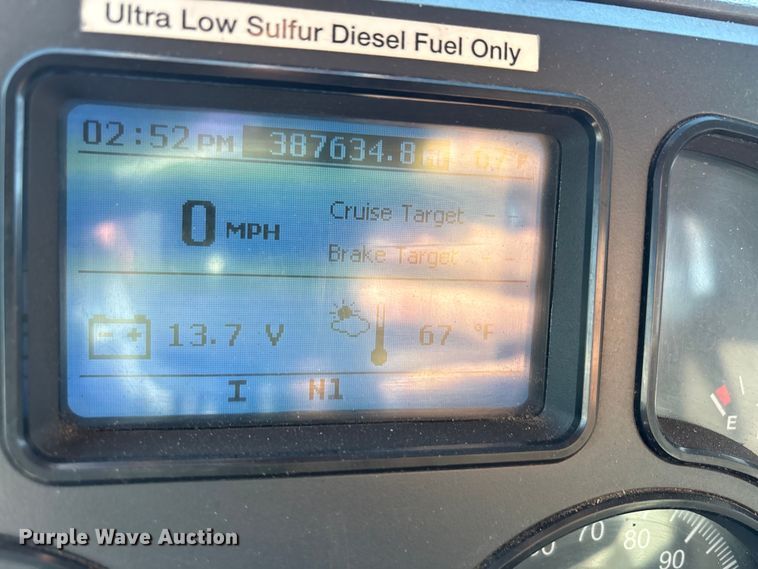 Ultra Low Sulfur Diesel Fuel Only
02:52 PM 387634.8
0 MPH
Cruise Target - -
Brake Target - -
- + 13.7 V 67 °F
I N1
E
70 80 90
Purple Wave Auction